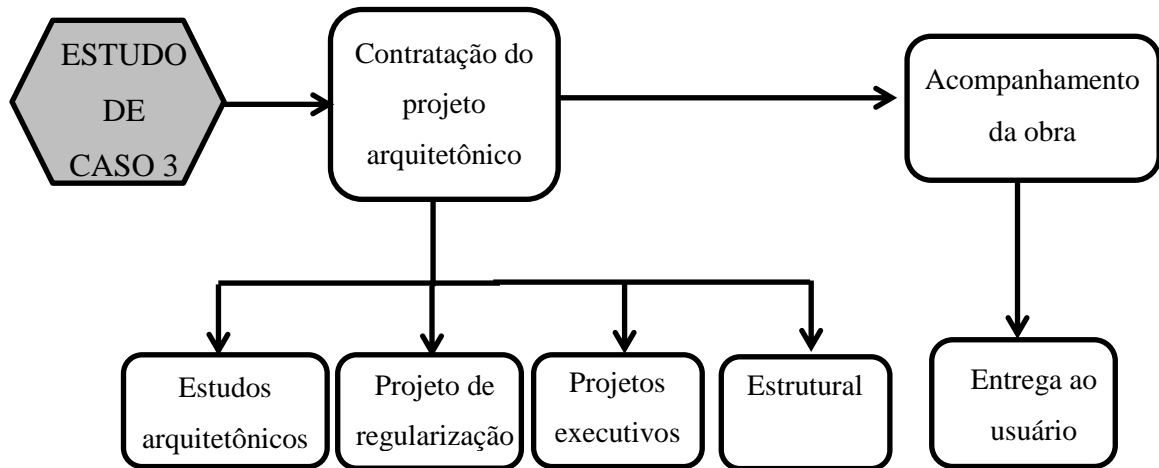 ESTUDO
DE
CASO 3
Contratação do
projeto
arquitetônico
Acompanhamento
da obra
Estudos
arquitetônicos
Projeto de
regularização
Projetos
executivos
Estrutural
Entrega ao
usuário